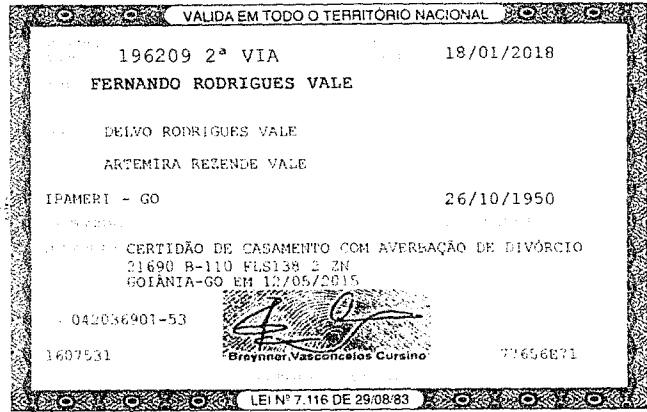 VÁLIDA EM TODO O TERRITÓRIO NACIONAL
196209 2ª VIA 18/01/2018
FERNANDO RODRIGUES VALE
DELVO RODRIGUES VALE
ARTEMIRA REZENDE VALE
IPAMERI - GO 26/10/1950
CERTIDÃO DE CASAMENTO COM AVERBAÇÃO DE DIVÓRCIO
21690 B-110 FLS138 2 ZN
GOIÂNIA-GO EM 12/05/2015
042036901-53
Breynner Vasconcelos Cursino
1607531 77656E71
LEI Nº 7.116 DE 29/08/83